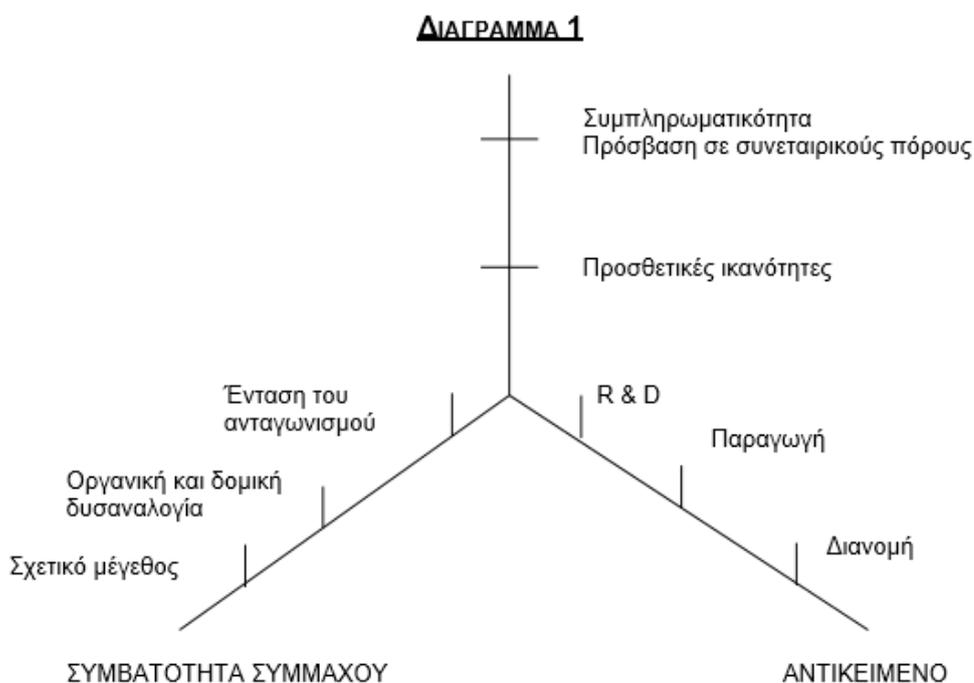 ΔΙΑΓΡΑΜΜΑ 1
Συμπληρωματικότητα
Πρόσβαση σε συνεταιρικούς πόρους
Προσθετικές ικανότητες
Ένταση του
ανταγωνισμού
R & D
Παραγωγή
Οργανική και δομική
δυσαναλογία
Διανομή
Σχετικό μέγεθος
ΣΥΜΒΑΤΟΤΗΤΑ ΣΥΜΜΑΧΟΥ
ΑΝΤΙΚΕΙΜΕΝΟ